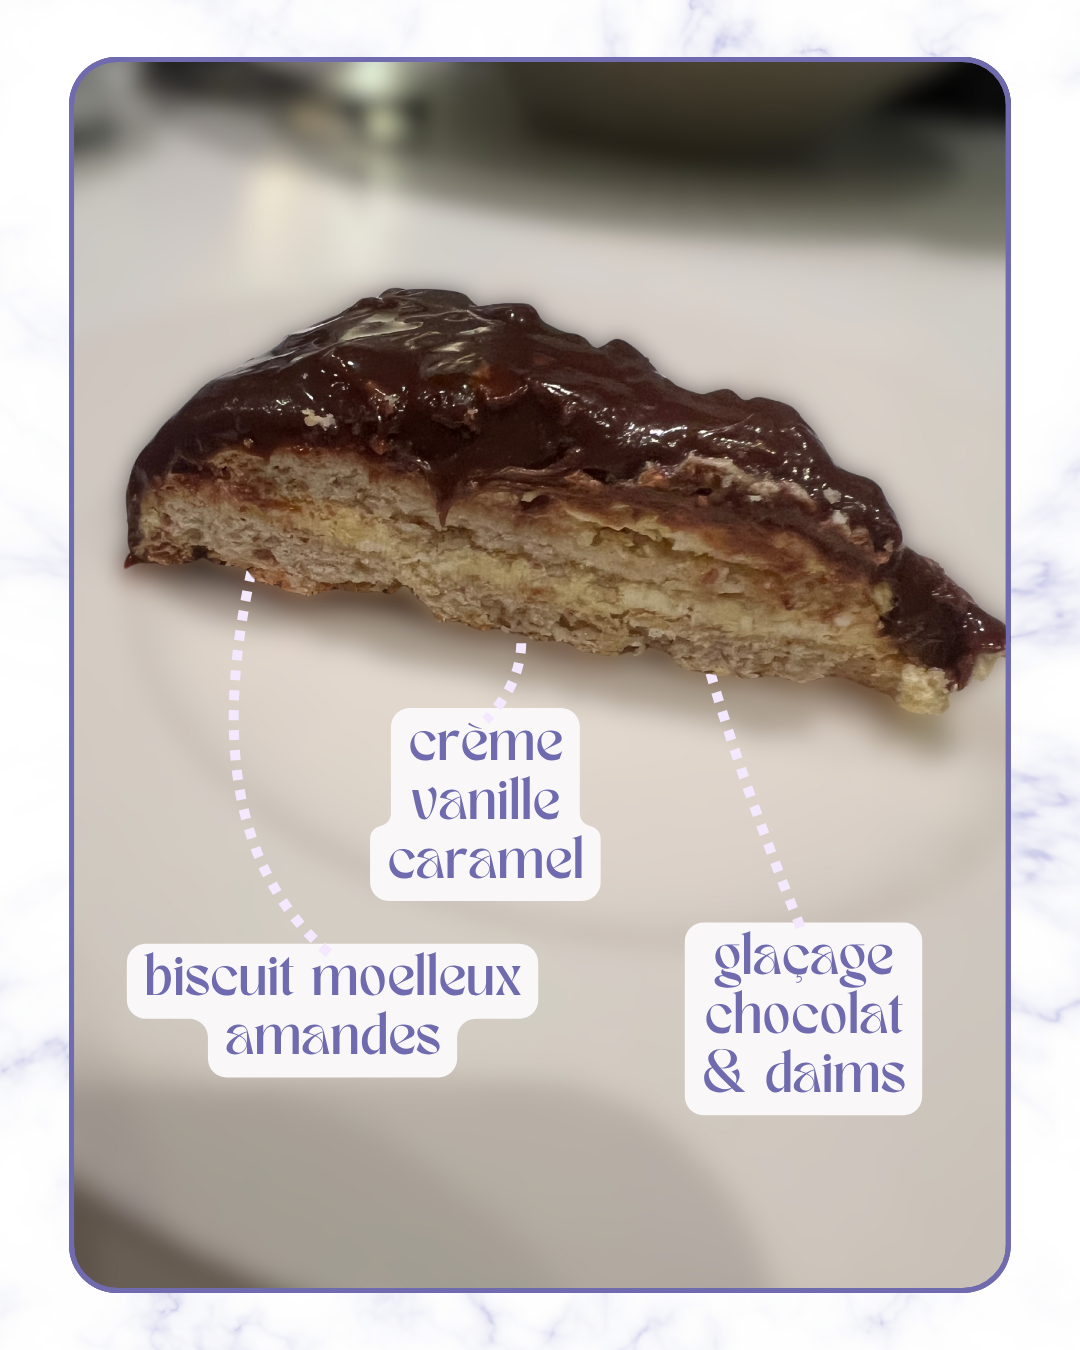 crème
vanille
caramel
biscuit moelleux
amandes
glaçage
chocolat
& daims